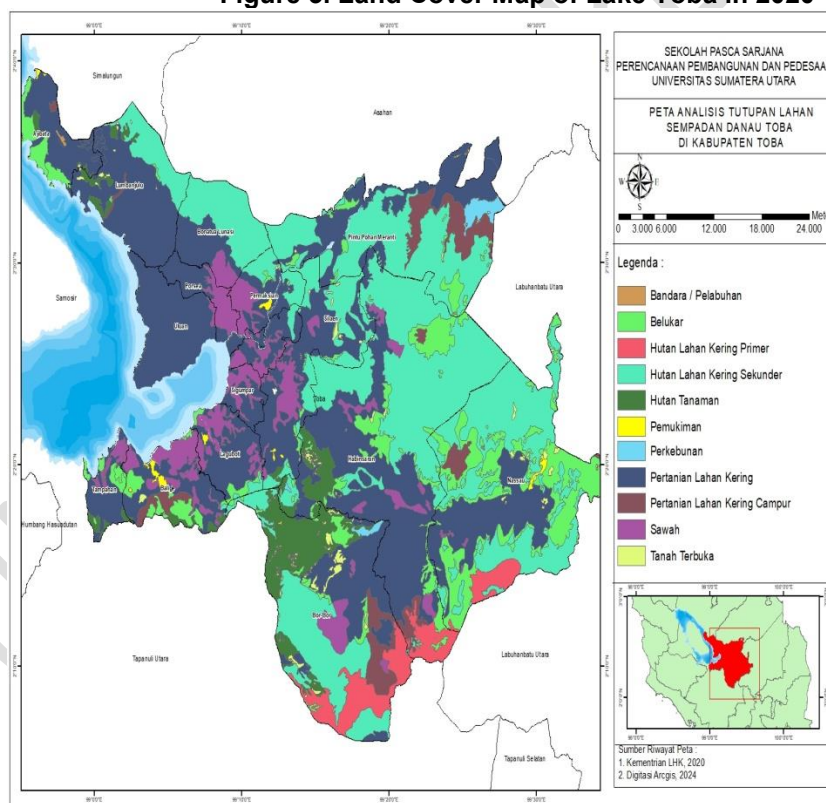 Figure 3. Land Cover Map of Lake Toba in 2020
SEKOLAH PASCA SARJANA
PERENCANAAN PEMBANGUNAN DAN PEDESAA
UNIVERSITAS SUMATERA UTARA
PETA ANALISIS TUTUPAN LAHAN
SEMPADAN DANAU TOBA
DI KABUPATEN TOBA
N
W E
S
Mete
0 3.000 6.000 12.000 18.000 24.000
Legenda :
Bandara / Pelabuhan
Belukar
Hutan Lahan Kering Primer
Hutan Lahan Kering Sekunder
Hutan Tanaman
Pemukiman
Perkebunan
Pertanian Lahan Kering
Pertanian Lahan Kering Campur
Sawah
Tanah Terbuka
Sumber Riwayat Peta :
1. Kementrian LHK, 2020
2. Digitasi Arcgis, 2024
Simalungun
Asahan
Ajibata
Lumbanjulu
Bonatua Lunasi
Pintu Pohan Meranti
Labuhanbatu Utara
Porsea
Parmaksian
Samosir
Uluan
Silaen
Sigumpar
Toba
Laguboti
Habinsaran
Nassau
Tampahan
Balige
Humbang Hasudutan
Borbor
Tapanuli Utara
Labuhanbatu Utara
Tapanuli Selatan